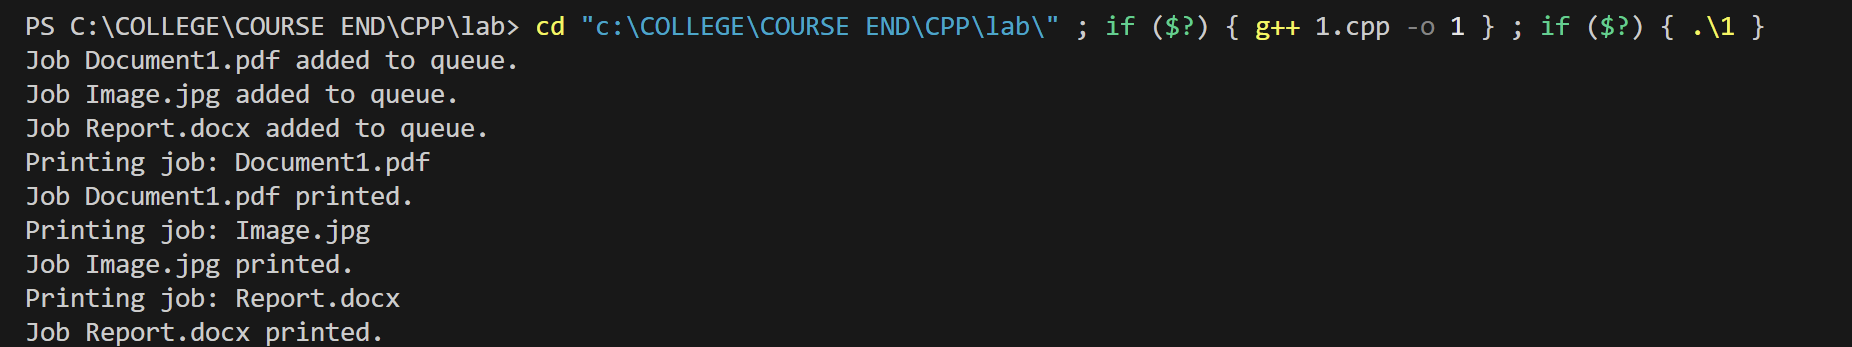 PS C:\COLLEGE\COURSE END\CPP\lab> cd "c:\COLLEGE\COURSE END\CPP\lab\" ; if ($?) { g++ 1.cpp -o 1 } ; if ($?) { .\1 }
Job Document1.pdf added to queue.
Job Image.jpg added to queue.
Job Report.docx added to queue.
Printing job: Document1.pdf
Job Document1.pdf printed.
Printing job: Image.jpg
Job Image.jpg printed.
Printing job: Report.docx
Job Report.docx printed.